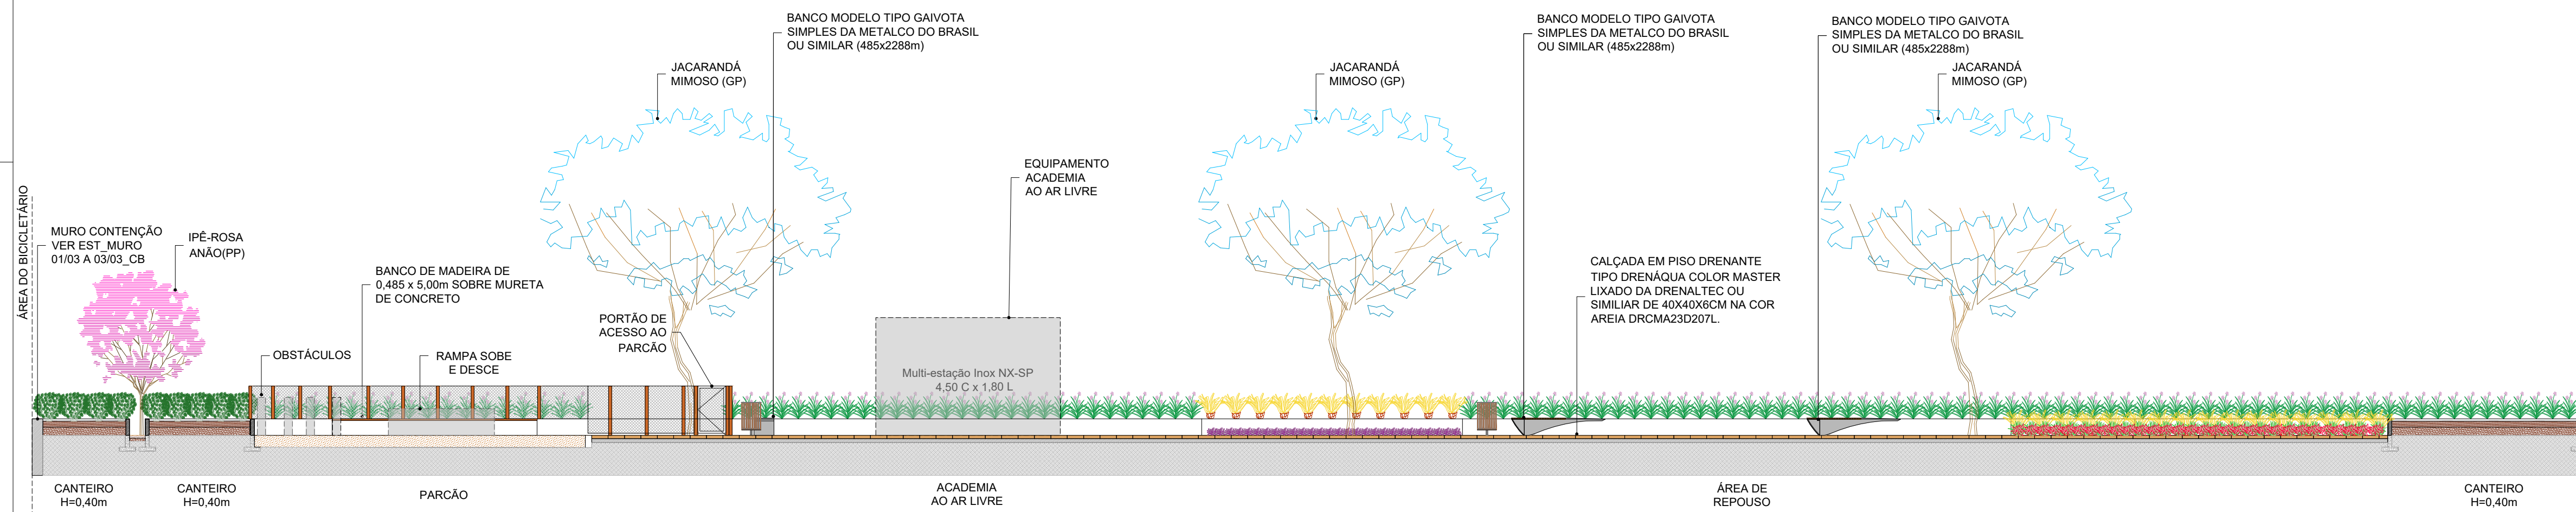 ÁREA DO BICICLETÁRIO
MURO CONTENÇÃO
VER EST_MURO
01/03 A 03/03_CB
IPÊ-ROSA
ANÃO(PP)
OBSTÁCULOS
BANCO DE MADEIRA DE
0,485 x 5,00m SOBRE MURETA
DE CONCRETO
RAMPA SOBE
E DESCE
JACARANDÁ
MIMOSO (GP)
PORTÃO DE
ACESSO AO
PARCÃO
BANCO MODELO TIPO GAIVOTA
SIMPLES DA METALCO DO BRASIL
OU SIMILAR (485x2288m)
EQUIPAMENTO
ACADEMIA
AO AR LIVRE
Multi-estação Inox NX-SP
4,50 C x 1,80 L
JACARANDÁ
MIMOSO (GP)
BANCO MODELO TIPO GAIVOTA
SIMPLES DA METALCO DO BRASIL
OU SIMILAR (485x2288m)
CALÇADA EM PISO DRENANTE
TIPO DRENÁQUA COLOR MASTER
LIXADO DA DRENALTEC OU
SIMILIAR DE 40X40X6CM NA COR
AREIA DRCMA23D207L.
BANCO MODELO TIPO GAIVOTA
SIMPLES DA METALCO DO BRASIL
OU SIMILAR (485x2288m)
JACARANDÁ
MIMOSO (GP)
CANTEIRO
H=0,40m
CANTEIRO
H=0,40m
PARCÃO
ACADEMIA
AO AR LIVRE
ÁREA DE
REPOUSO
CANTEIRO
H=0,40m